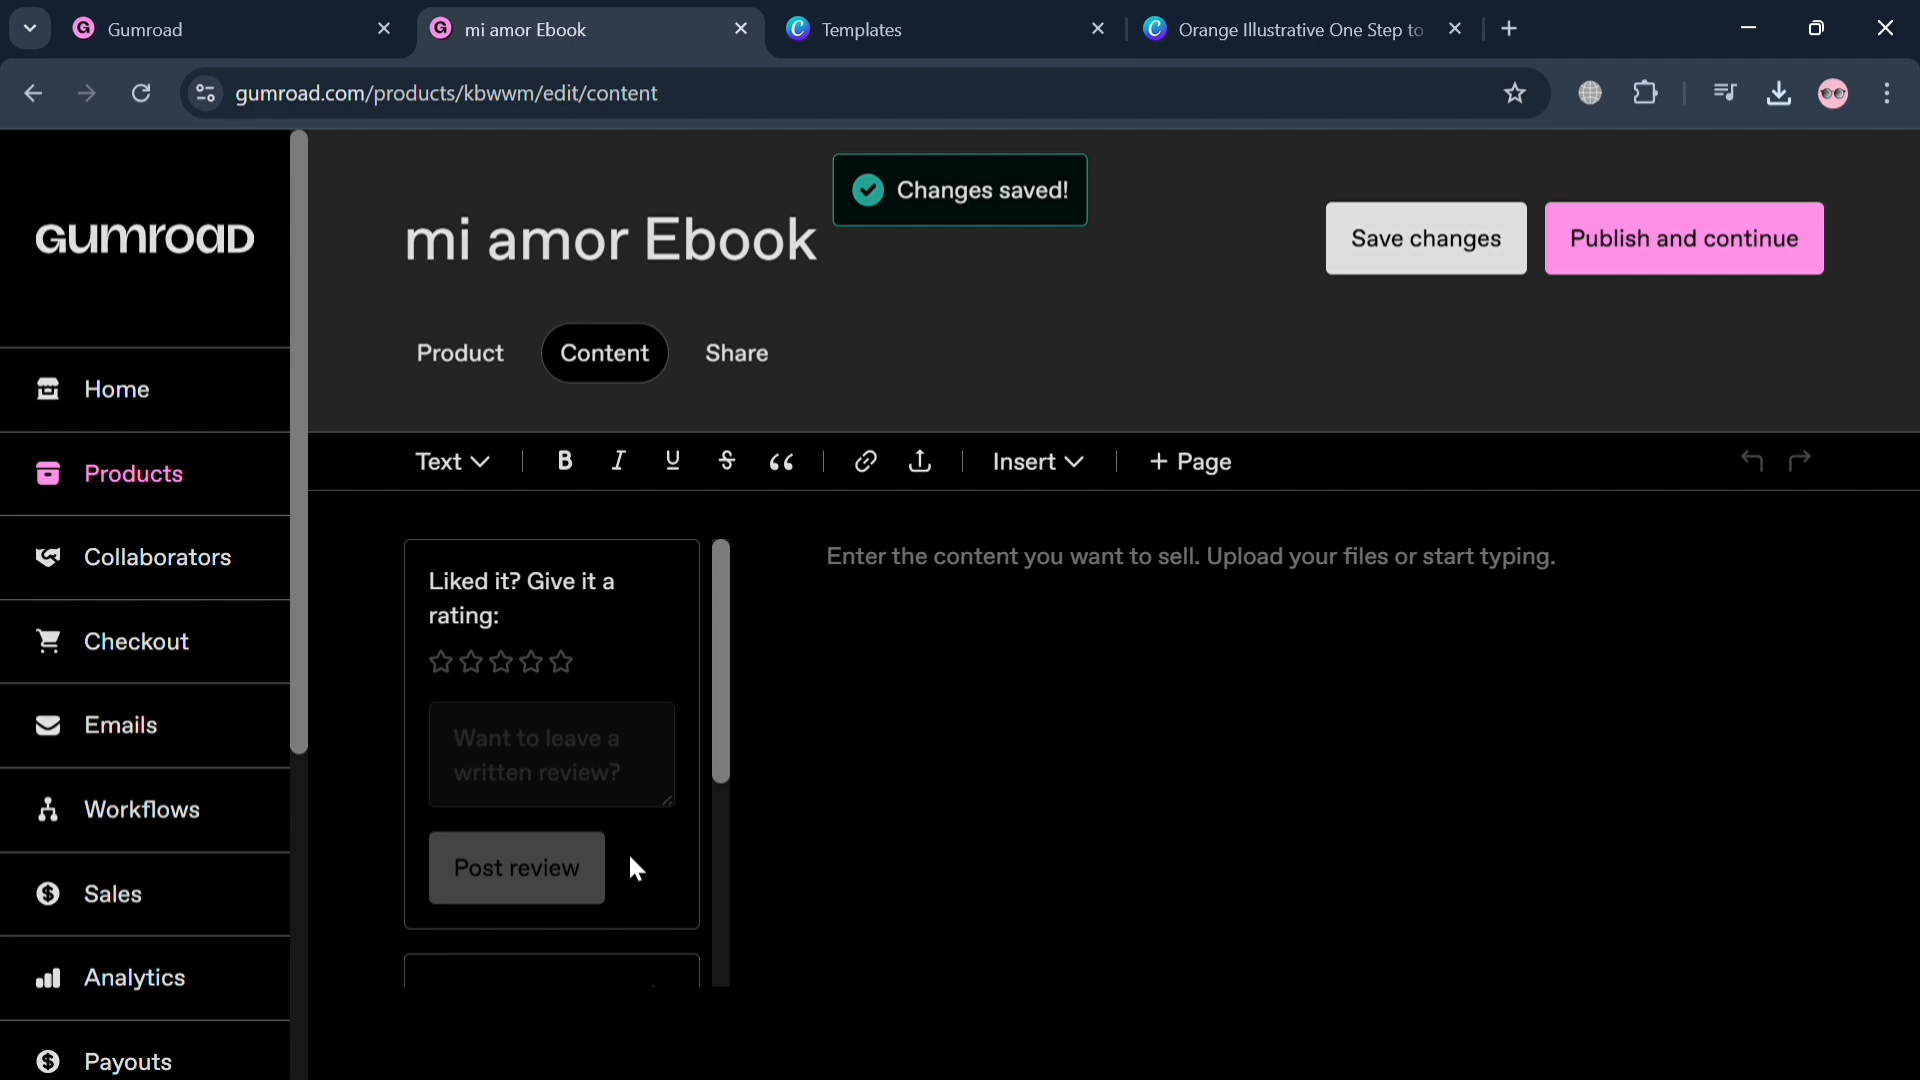 Gumroad
mi amor Ebook
Templates
Orange Illustrative One Step to
gumroad.com/products/kbwwm/edit/content
GUMROAD
mi amor Ebook
Changes saved!
Save changes
Publish and continue
Product
Content
Share
Home
Products
Collaborators
Checkout
Emails
Workflows
Sales
Analytics
Payouts
Text
B I U S
Insert
+ Page
Liked it? Give it a
rating:
Want to leave a
written review?
Post review
Enter the content you want to sell. Upload your files or start typing.